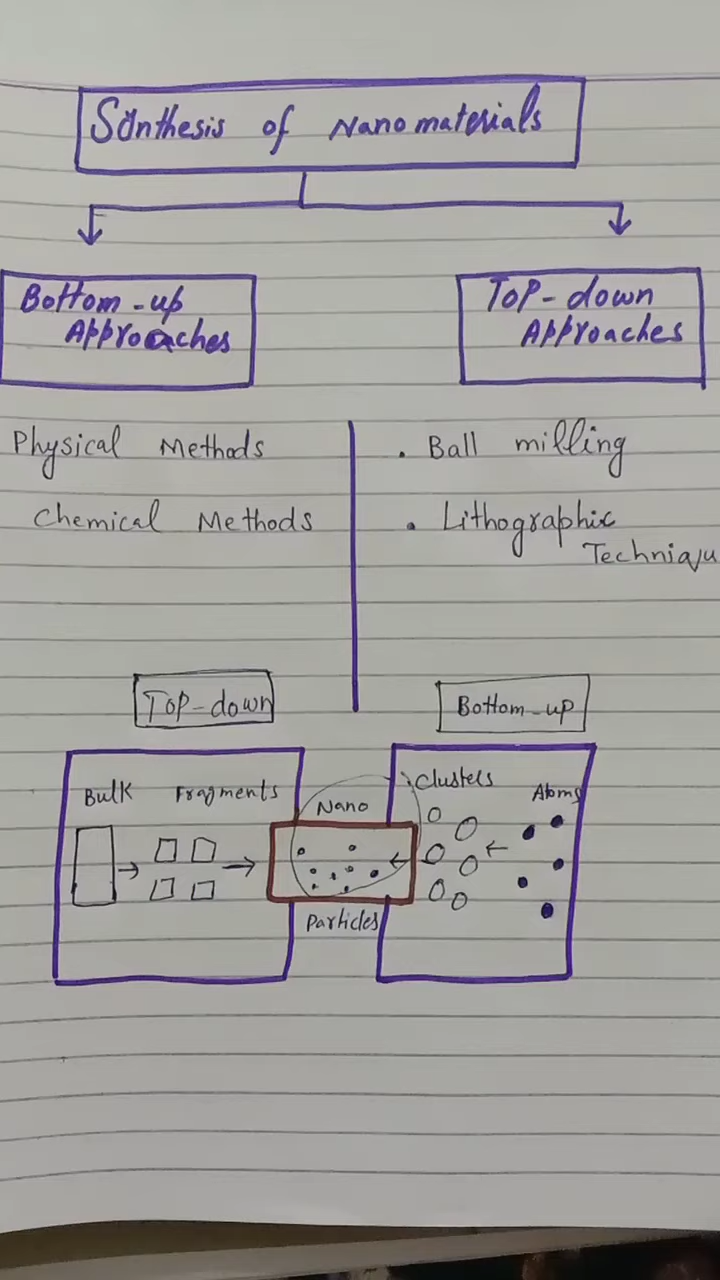 Synthesis of Nanomaterials
Bottom-up
Approaches
Top-down
Approaches
Physical Methods
Chemical Methods
. Ball milling
. Lithographic
Techniqu
Top-down
Bottom-up
Bulk Fragments
Nano
Particles
Clusters
Atoms